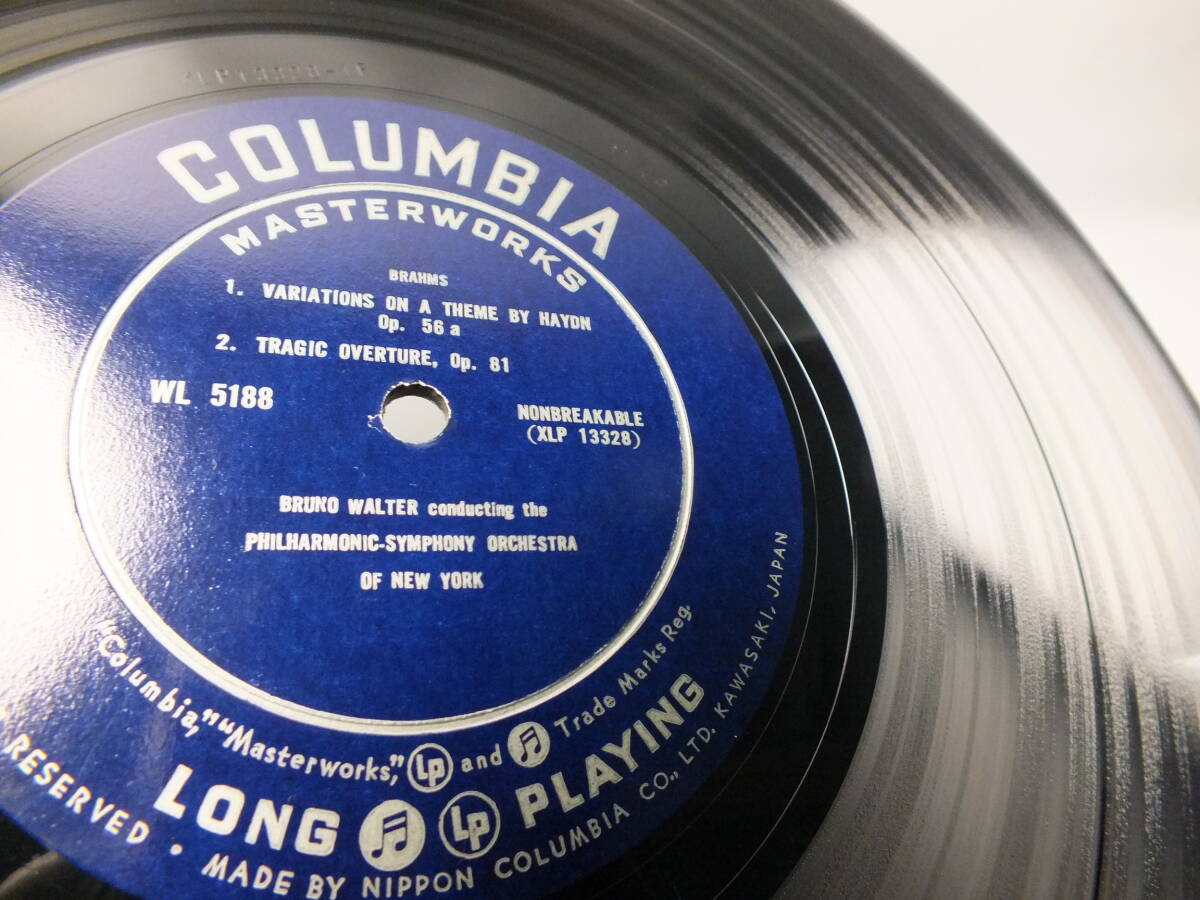 COLUMBIA
MASTERWORKS
BRAHMS
1. VARIATIONS ON A THEME BY HAYDN
Op. 56 a
2. TRAGIC OVERTURE, Op. 81
WL 5188
NONBREAKABLE
(XLP 13328)
BRUNO WALTER conducting the
PHILHARMONIC-SYMPHONY ORCHESTRA
OF NEW YORK
"Columbia," "Masterworks," LP and Trade Marks Reg.
LONG LP PLAYING
RESERVED • MADE BY NIPPON COLUMBIA CO., LTD. KAWASAKI, JAPAN